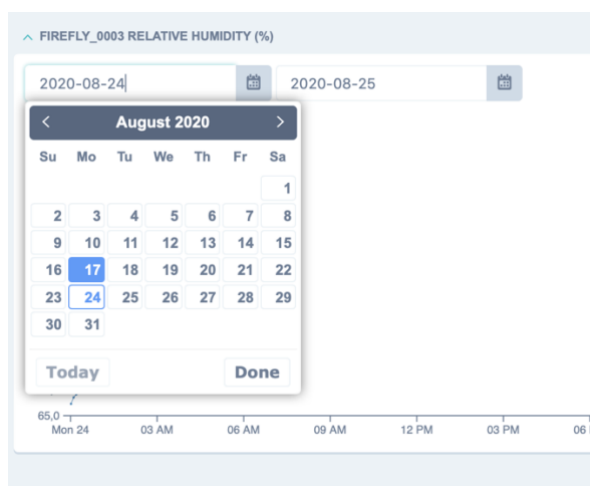 FIREFLY_0003 RELATIVE HUMIDITY (%)
2020-08-24 2020-08-25
August 2020
Su Mo Tu We Th Fr Sa
1
2 3 4 5 6 7 8
9 10 11 12 13 14 15
16 17 18 19 20 21 22
23 24 25 26 27 28 29
30 31
Today Done
65,0
Mon 24 03 AM 06 AM 09 AM 12 PM 03 PM 06